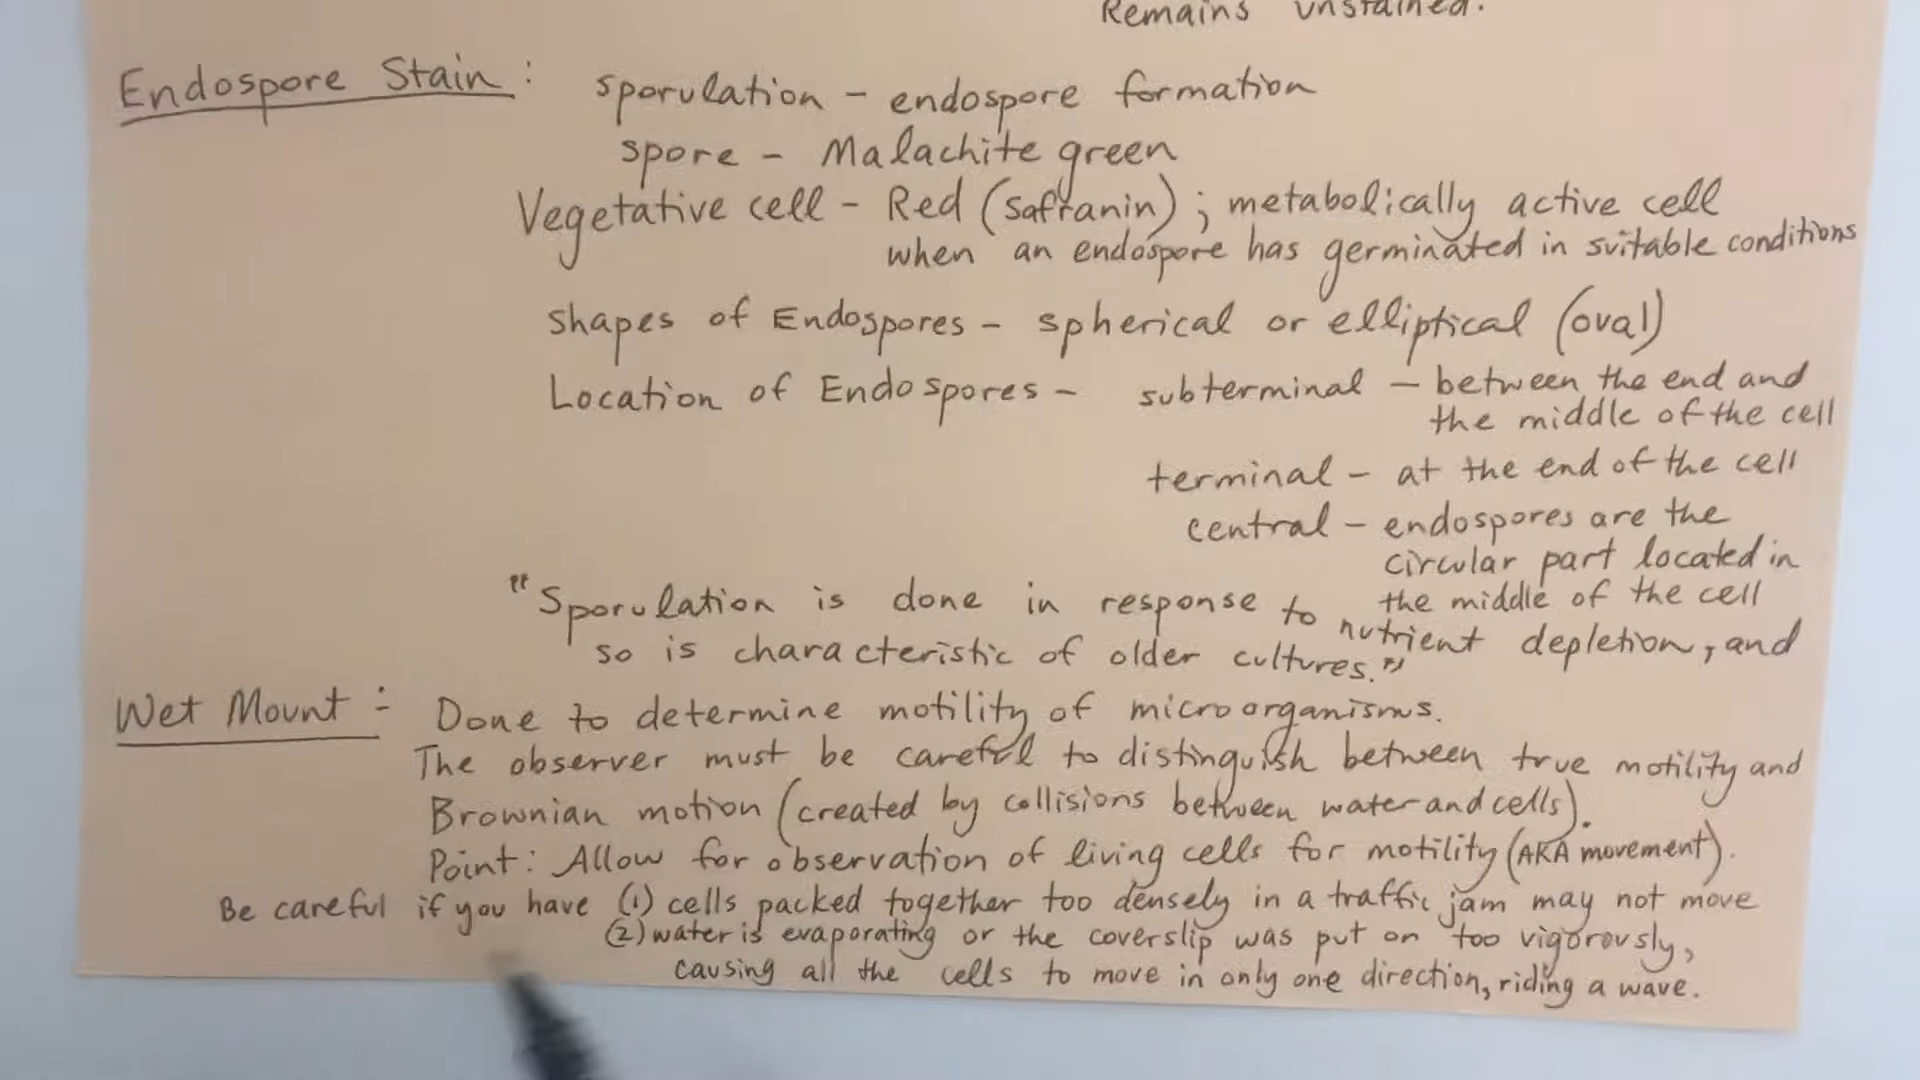 Remains unstained.
Endospore Stain: sporulation - endospore formation
spore - Malachite green
Vegetative cell - Red (Safranin); metabolically active cell
when an endospore has germinated in suitable conditions
Shapes of Endospores - spherical or elliptical (oval)
Location of Endospores - subterminal - between the end and
the middle of the cell
terminal - at the end of the cell
central - endospores are the
circular part located in
the middle of the cell
"Sporulation is done in response to nutrient depletion, and
so is characteristic of older cultures."
Wet Mount: Done to determine motility of microorganisms.
The observer must be careful to distinguish between true motility and
Brownian motion (created by collisions between water and cells).
Point: Allow for observation of living cells for motility (AKA movement).
Be careful if you have (1) cells packed together too densely in a traffic jam may not move
(2) water is evaporating or the coverslip was put on too vigorously,
causing all the cells to move in only one direction, riding a wave.